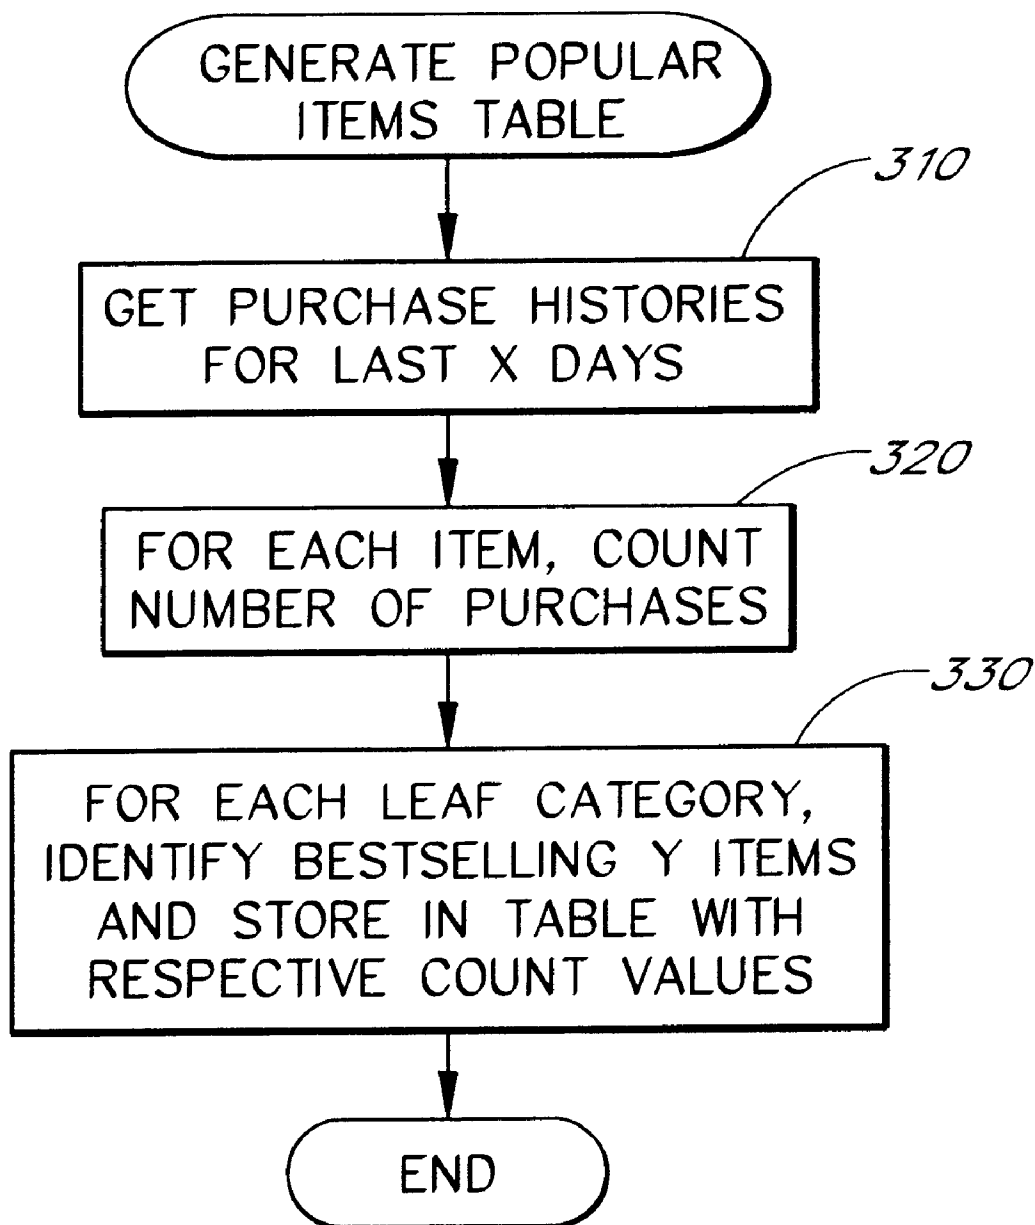 GENERATE POPULAR
ITEMS TABLE
310
GET PURCHASE HISTORIES
FOR LAST X DAYS
320
FOR EACH ITEM, COUNT
NUMBER OF PURCHASES
330
FOR EACH LEAF CATEGORY,
IDENTIFY BESTSELLING Y ITEMS
AND STORE IN TABLE WITH
RESPECTIVE COUNT VALUES
END